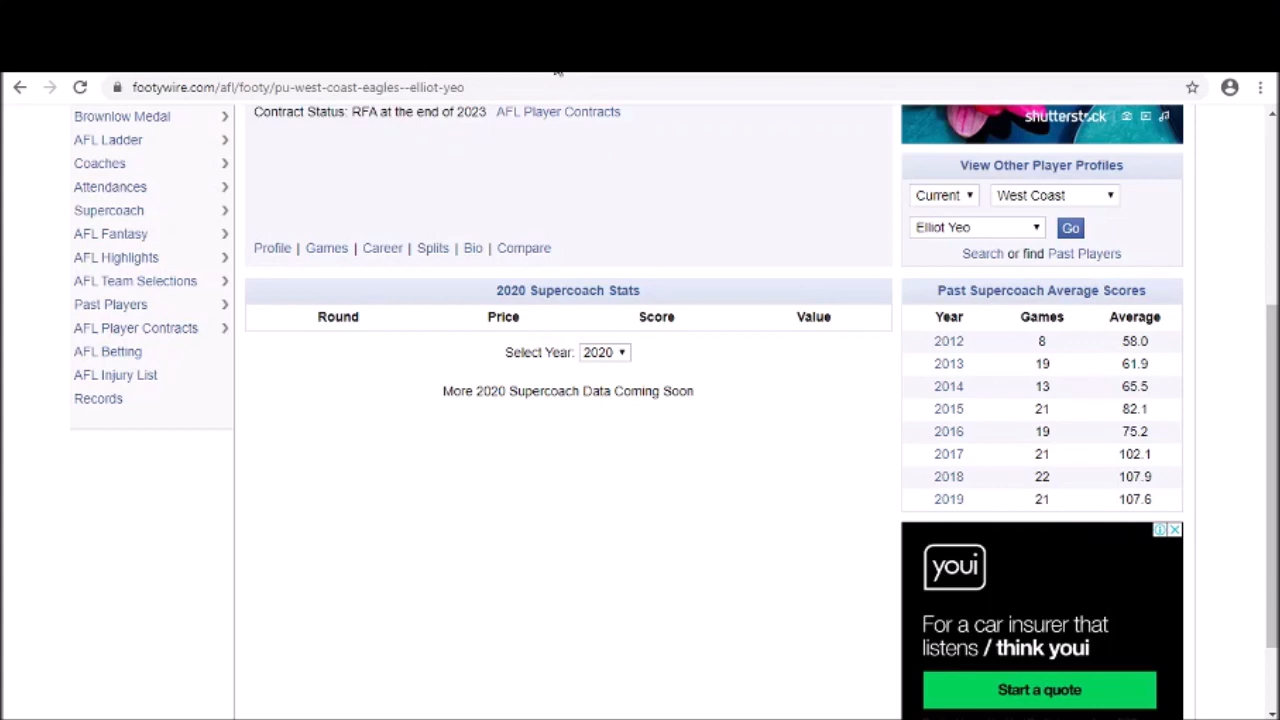 footywire.com/afl/footy/pu-west-coast-eagles--elliot-yeo
Brownlow Medal
AFL Ladder
Coaches
Attendances
Supercoach
AFL Fantasy
AFL Highlights
AFL Team Selections
Past Players
AFL Player Contracts
AFL Betting
AFL Injury List
Records
Contract Status: RFA at the end of 2023 AFL Player Contracts
Profile | Games | Career | Splits | Bio | Compare
2020 Supercoach Stats
Round Price Score Value
Select Year: 2020
More 2020 Supercoach Data Coming Soon
shutterstock
View Other Player Profiles
Current West Coast
Elliot Yeo Go
Search or find Past Players
Past Supercoach Average Scores
Year Games Average
2012 8 58.0
2013 19 61.9
2014 13 65.5
2015 21 82.1
2016 19 75.2
2017 21 102.1
2018 22 107.9
2019 21 107.6
youi
For a car insurer that
listens / think youi
Start a quote